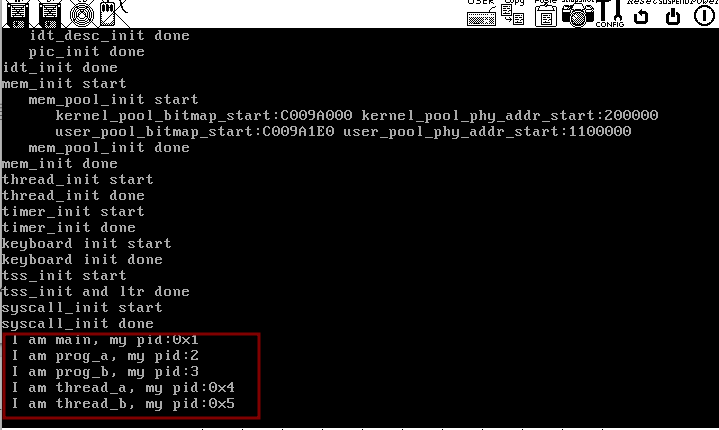 USER Copy Paste Snapshot CONFIG Reset SUSPEND Power
idt_desc_init done
pic_init done
idt_init done
mem_init start
mem_pool_init start
kernel_pool_bitmap_start:C009A000 kernel_pool_phy_addr_start:200000
user_pool_bitmap_start:C009A1E0 user_pool_phy_addr_start:1100000
mem_pool_init done
mem_init done
thread_init start
thread_init done
timer_init start
timer_init done
keyboard init start
keyboard init done
tss_init start
tss_init and ltr done
syscall_init start
syscall_init done
I am main, my pid:0x1
I am prog_a, my pid:2
I am prog_b, my pid:3
I am thread_a, my pid:0x4
I am thread_b, my pid:0x5